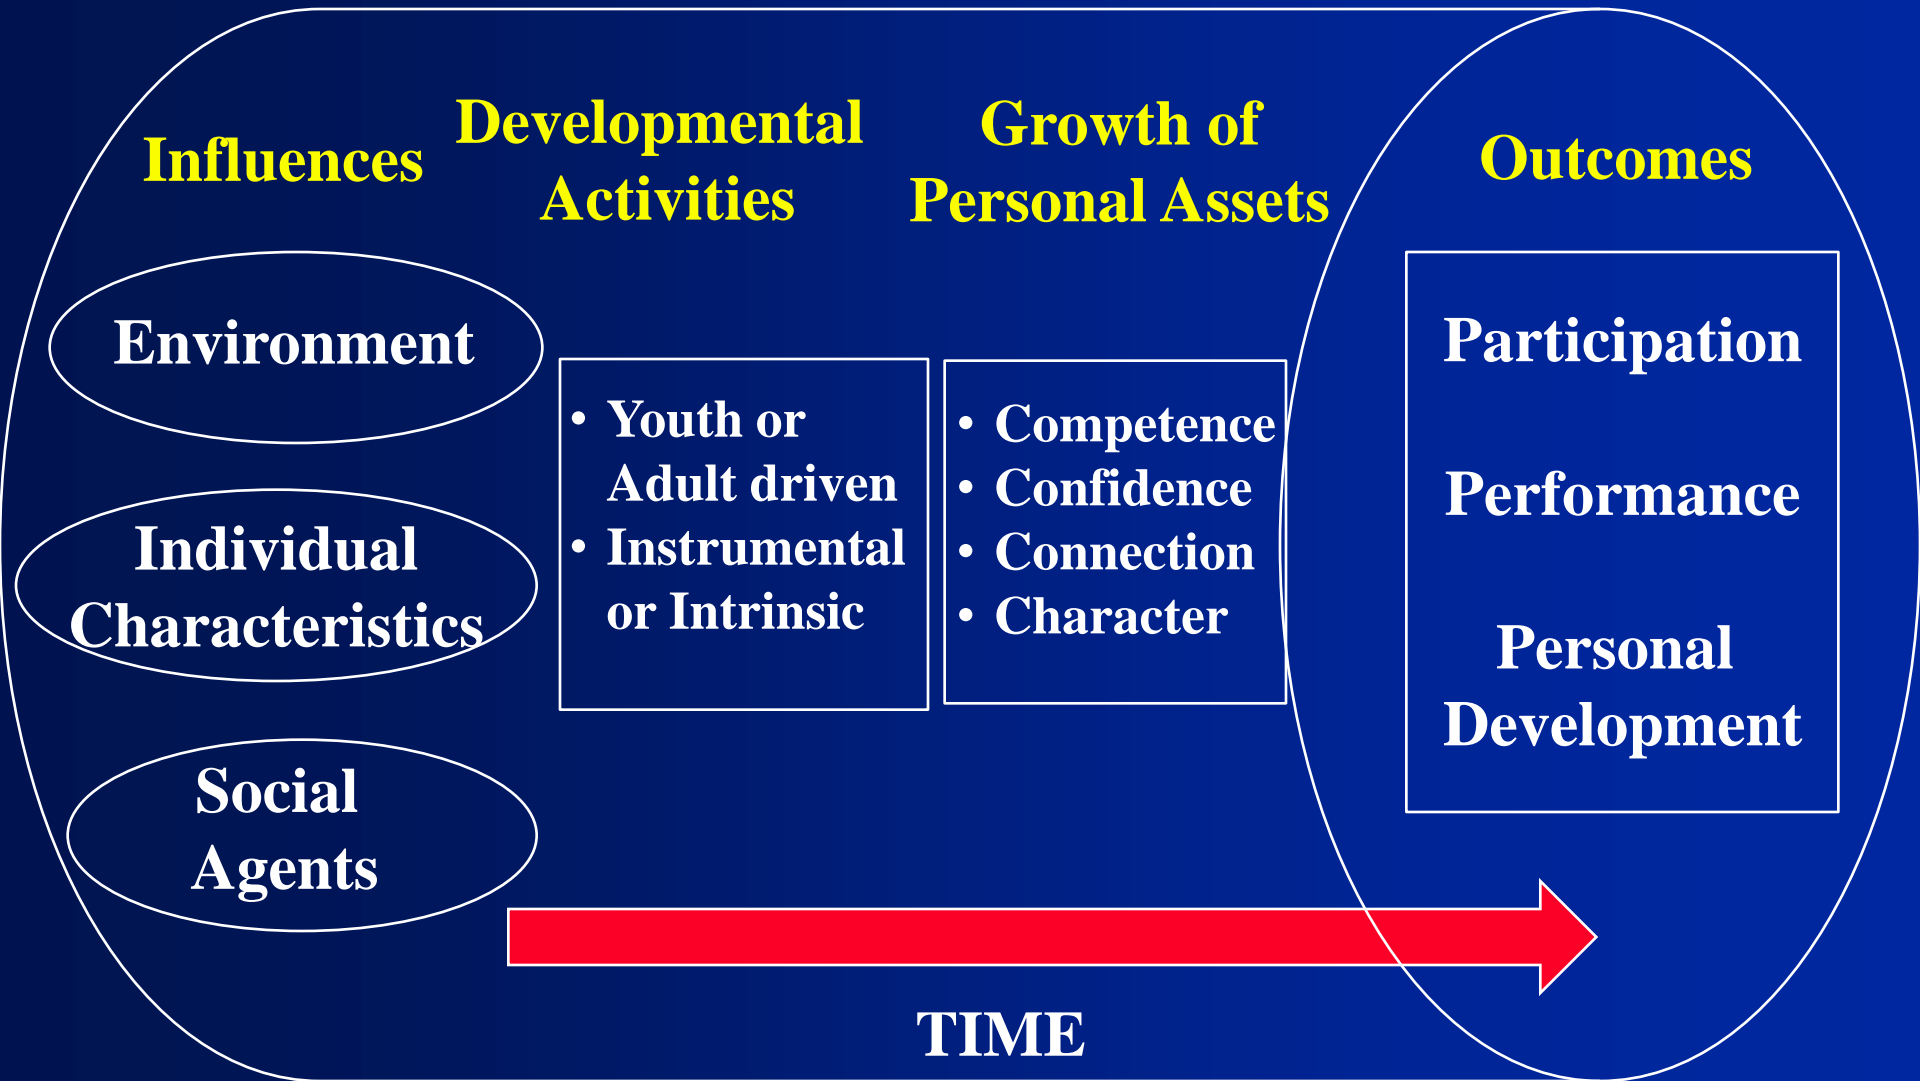 Influences
Developmental
Activities
Growth of
Personal Assets
Outcomes
Environment
Individual
Characteristics
Social
Agents
• Youth or
Adult driven
• Instrumental
or Intrinsic
• Competence
• Confidence
• Connection
• Character
Participation
Performance
Personal
Development
TIME